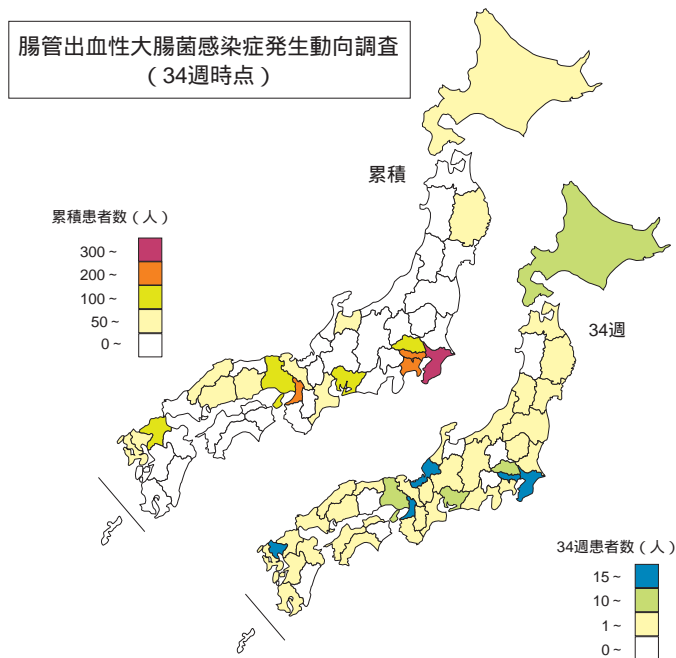 腸管出血性大腸菌感染症発生動向調査
（34週時点）
累積
累積患者数（人）
300～
200～
100～
50～
0～
34週
34週患者数（人）
15～
10～
1～
0～